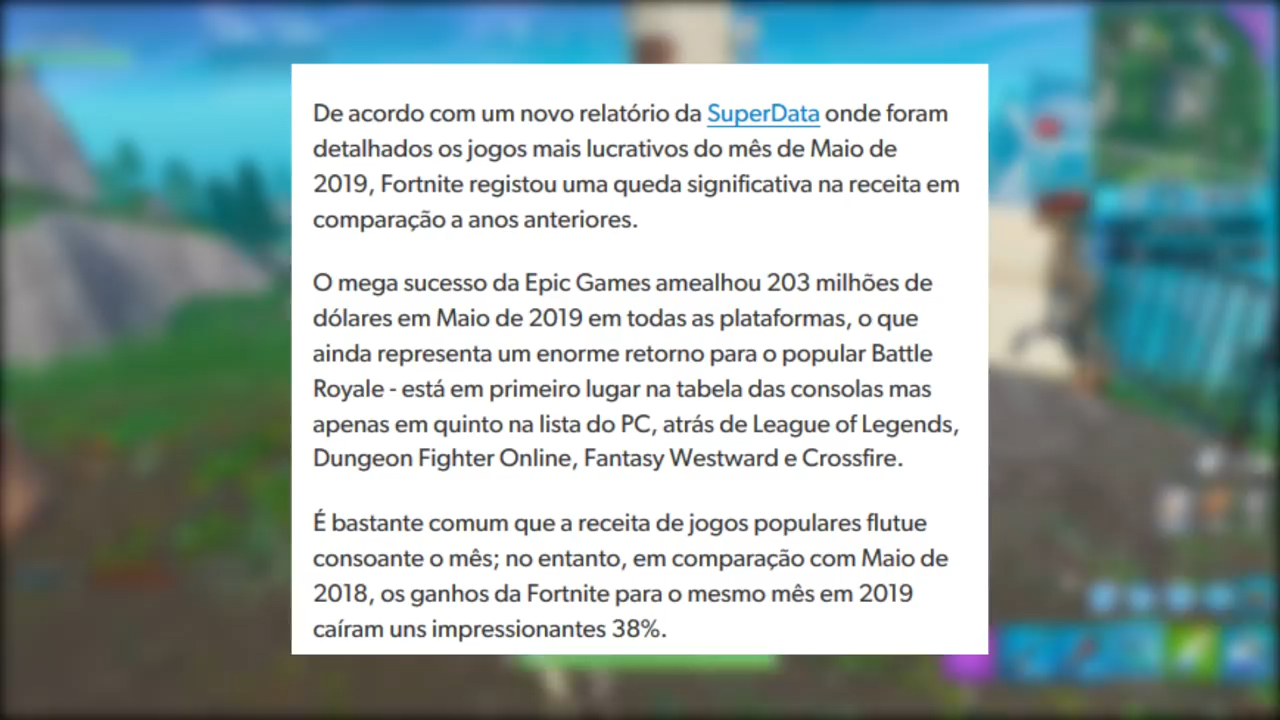 De acordo com um novo relatório da SuperData onde foram
detalhados os jogos mais lucrativos do mês de Maio de
2019, Fortnite registou uma queda significativa na receita em
comparação a anos anteriores.
O mega sucesso da Epic Games amealhou 203 milhões de
dólares em Maio de 2019 em todas as plataformas, o que
ainda representa um enorme retorno para o popular Battle
Royale - está em primeiro lugar na tabela das consolas mas
apenas em quinto na lista do PC, atrás de League of Legends,
Dungeon Fighter Online, Fantasy Westward e Crossfire.
É bastante comum que a receita de jogos populares flutue
consoante o mês; no entanto, em comparação com Maio de
2018, os ganhos da Fortnite para o mesmo mês em 2019
caíram uns impressionantes 38%.